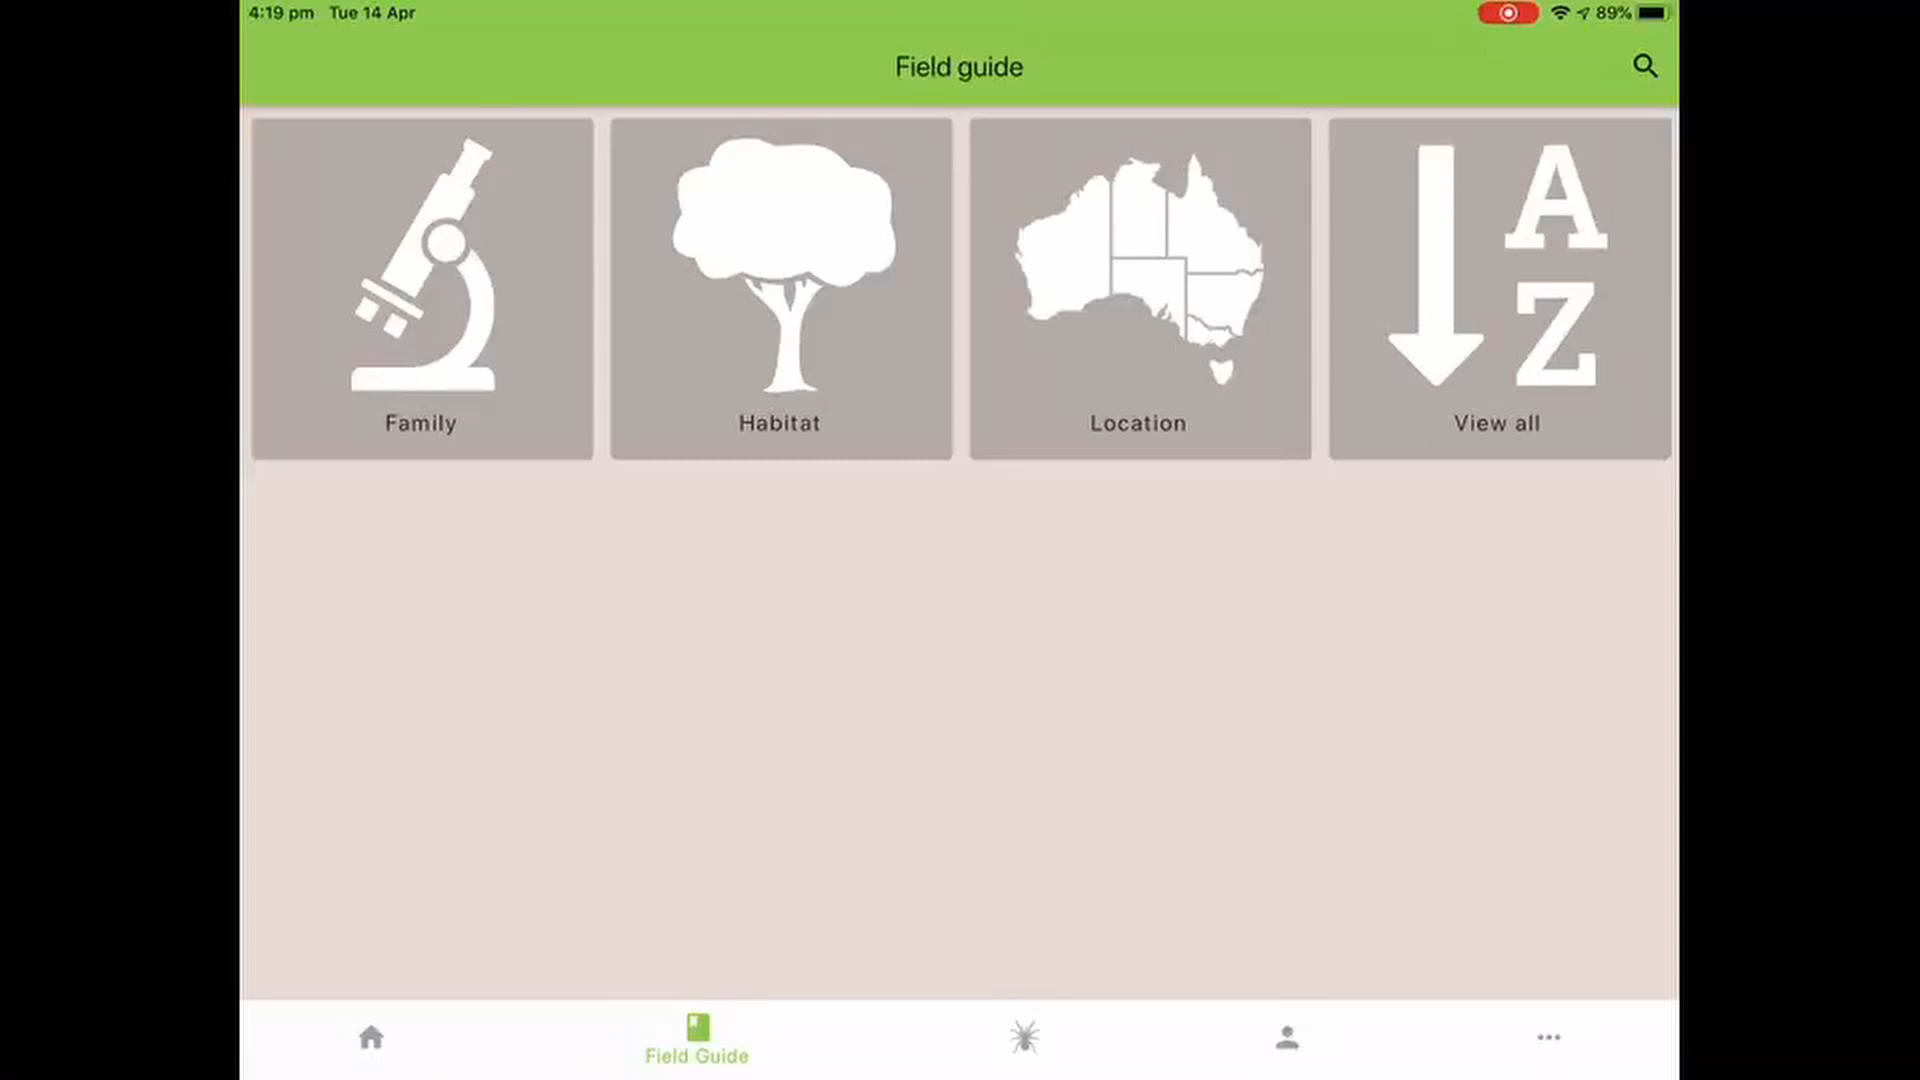 4:19 pm Tue 14 Apr
89%
Field guide
A
Z
Family
Habitat
Location
View all
Field Guide